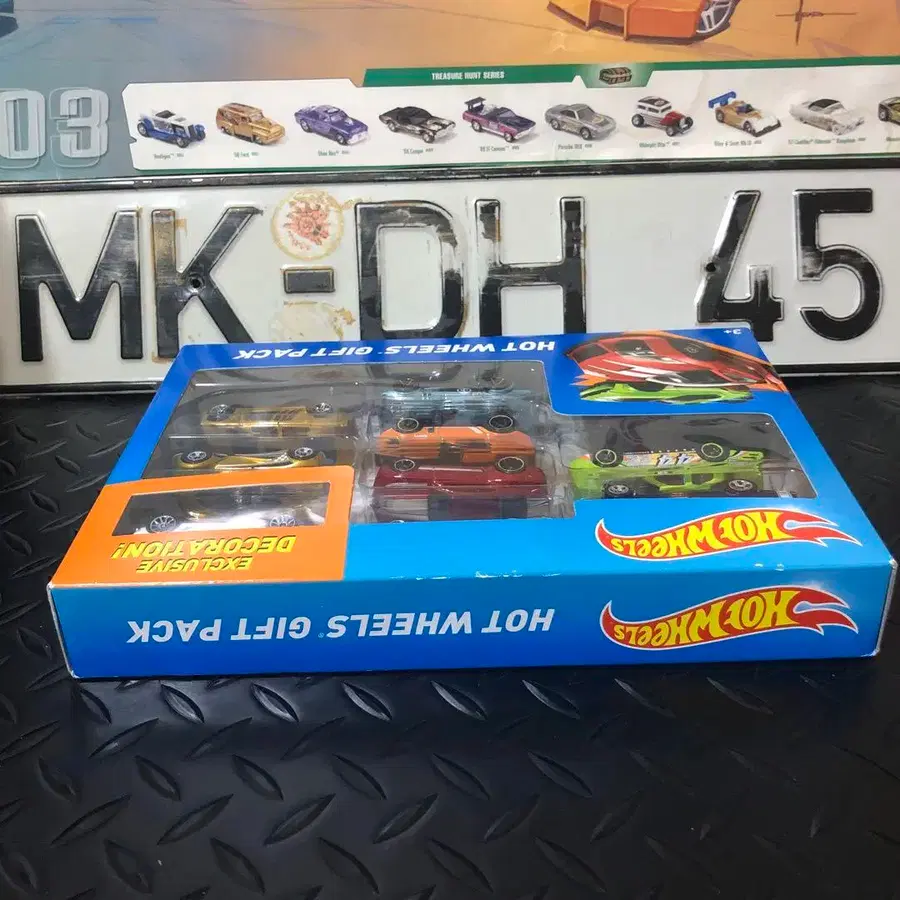 TREASURE HUNT SERIES
03
MK-DH 45
HOT WHEELS® GIFT PACK
3+
HOT WHEELS
EXCLUSIVE
DECORATION!
HOT WHEELS® GIFT PACK
HOT WHEELS